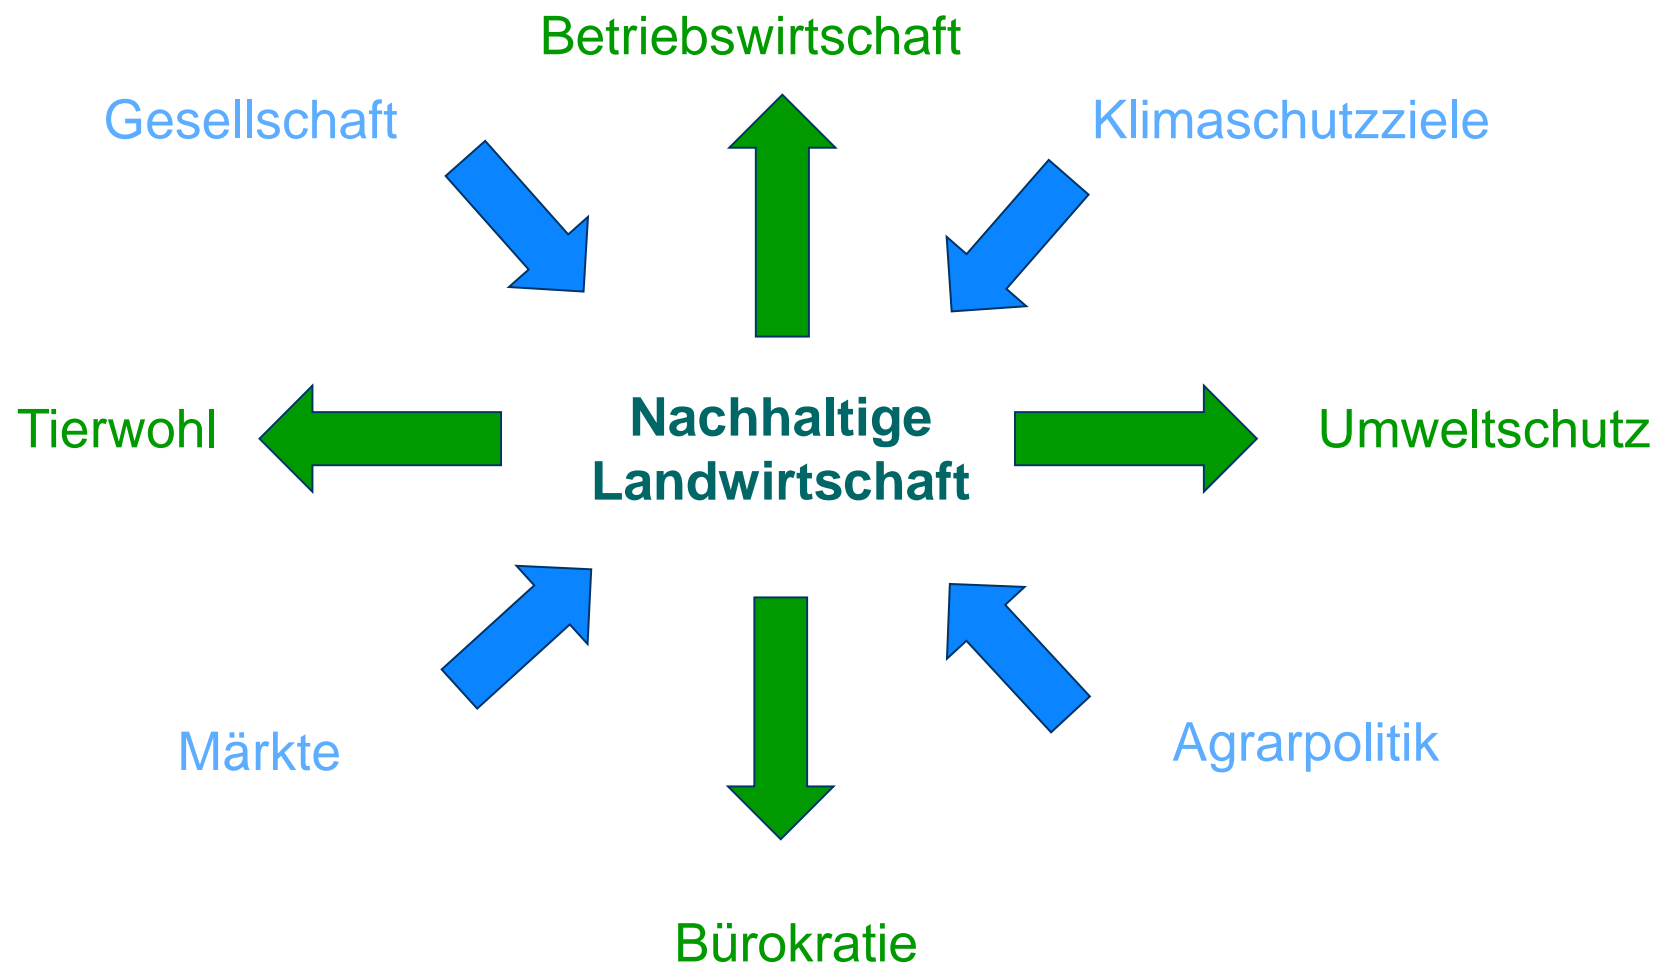 Betriebswirtschaft
Gesellschaft
Klimaschutzziele
Tierwohl
Nachhaltige
Landwirtschaft
Umweltschutz
Märkte
Agrarpolitik
Bürokratie